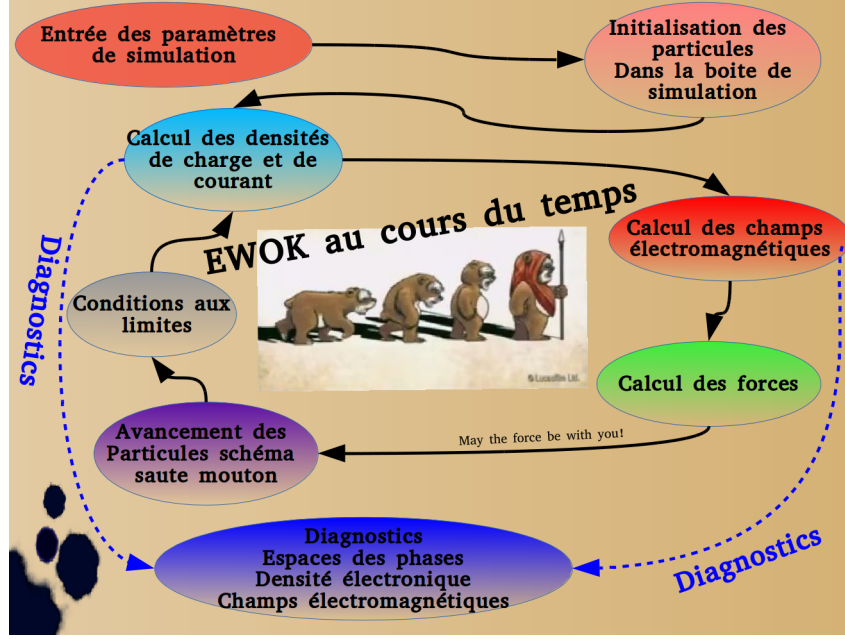 Entrée des paramètres
de simulation
Initialisation des
particules
Dans la boite de
simulation
Calcul des densités
de charge et de
courant
EWOK au cours du temps
Calcul des champs
électromagnétiques
Diagnostics
Conditions aux
limites
© Lucasfilm Ltd.
Calcul des forces
Avancement des
Particules schéma
saute mouton
May the force be with you!
Diagnostics
Espaces des phases
Densité électronique
Champs électromagnétiques
Diagnostics